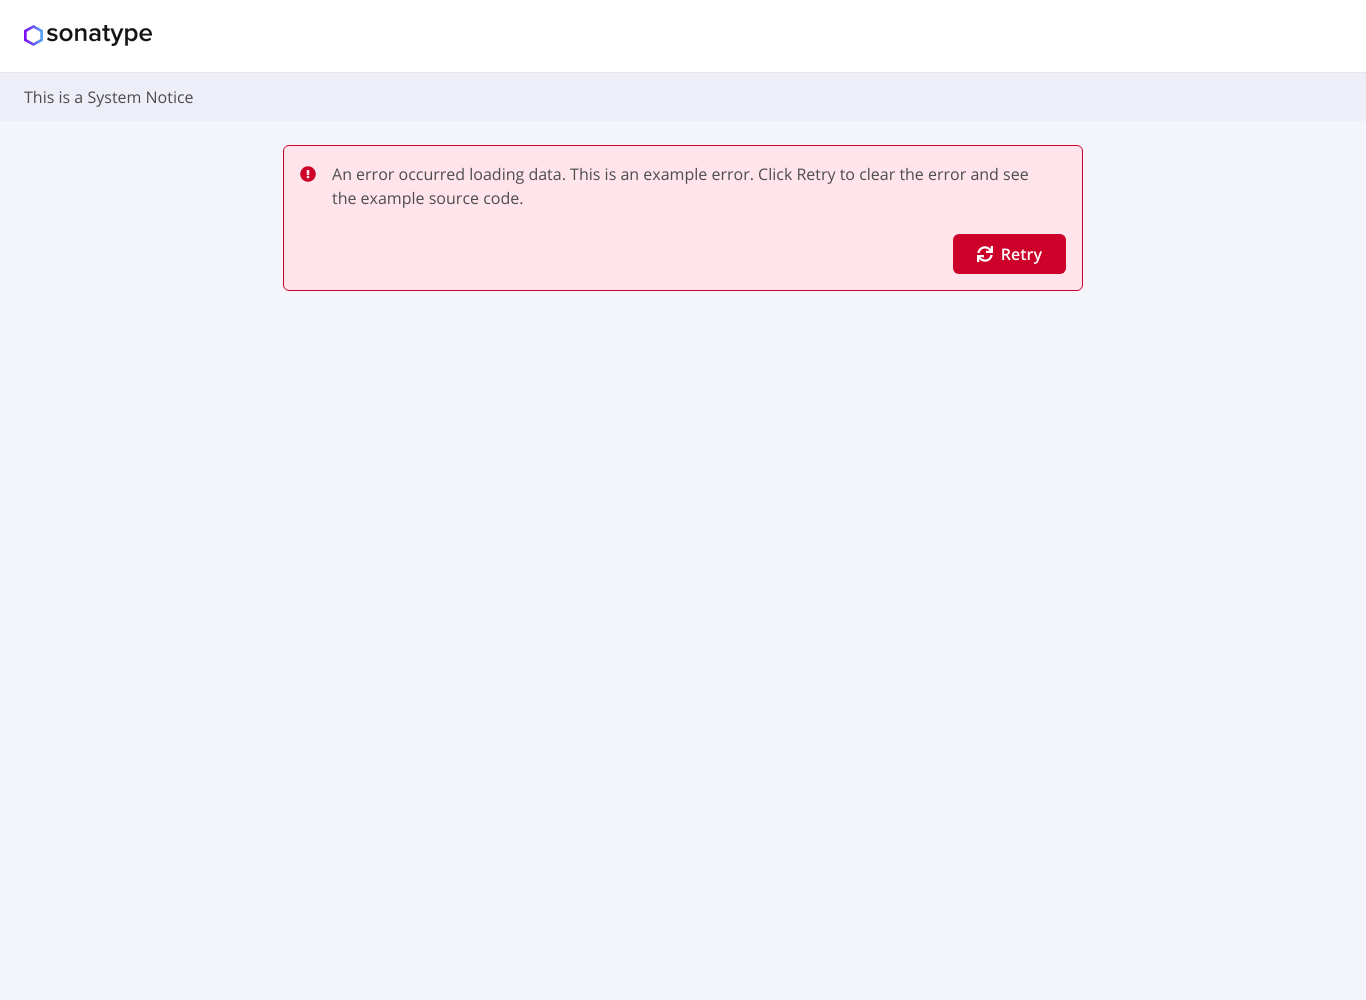 sonatype
This is a System Notice
An error occurred loading data. This is an example error. Click Retry to clear the error and see
the example source code.
Retry